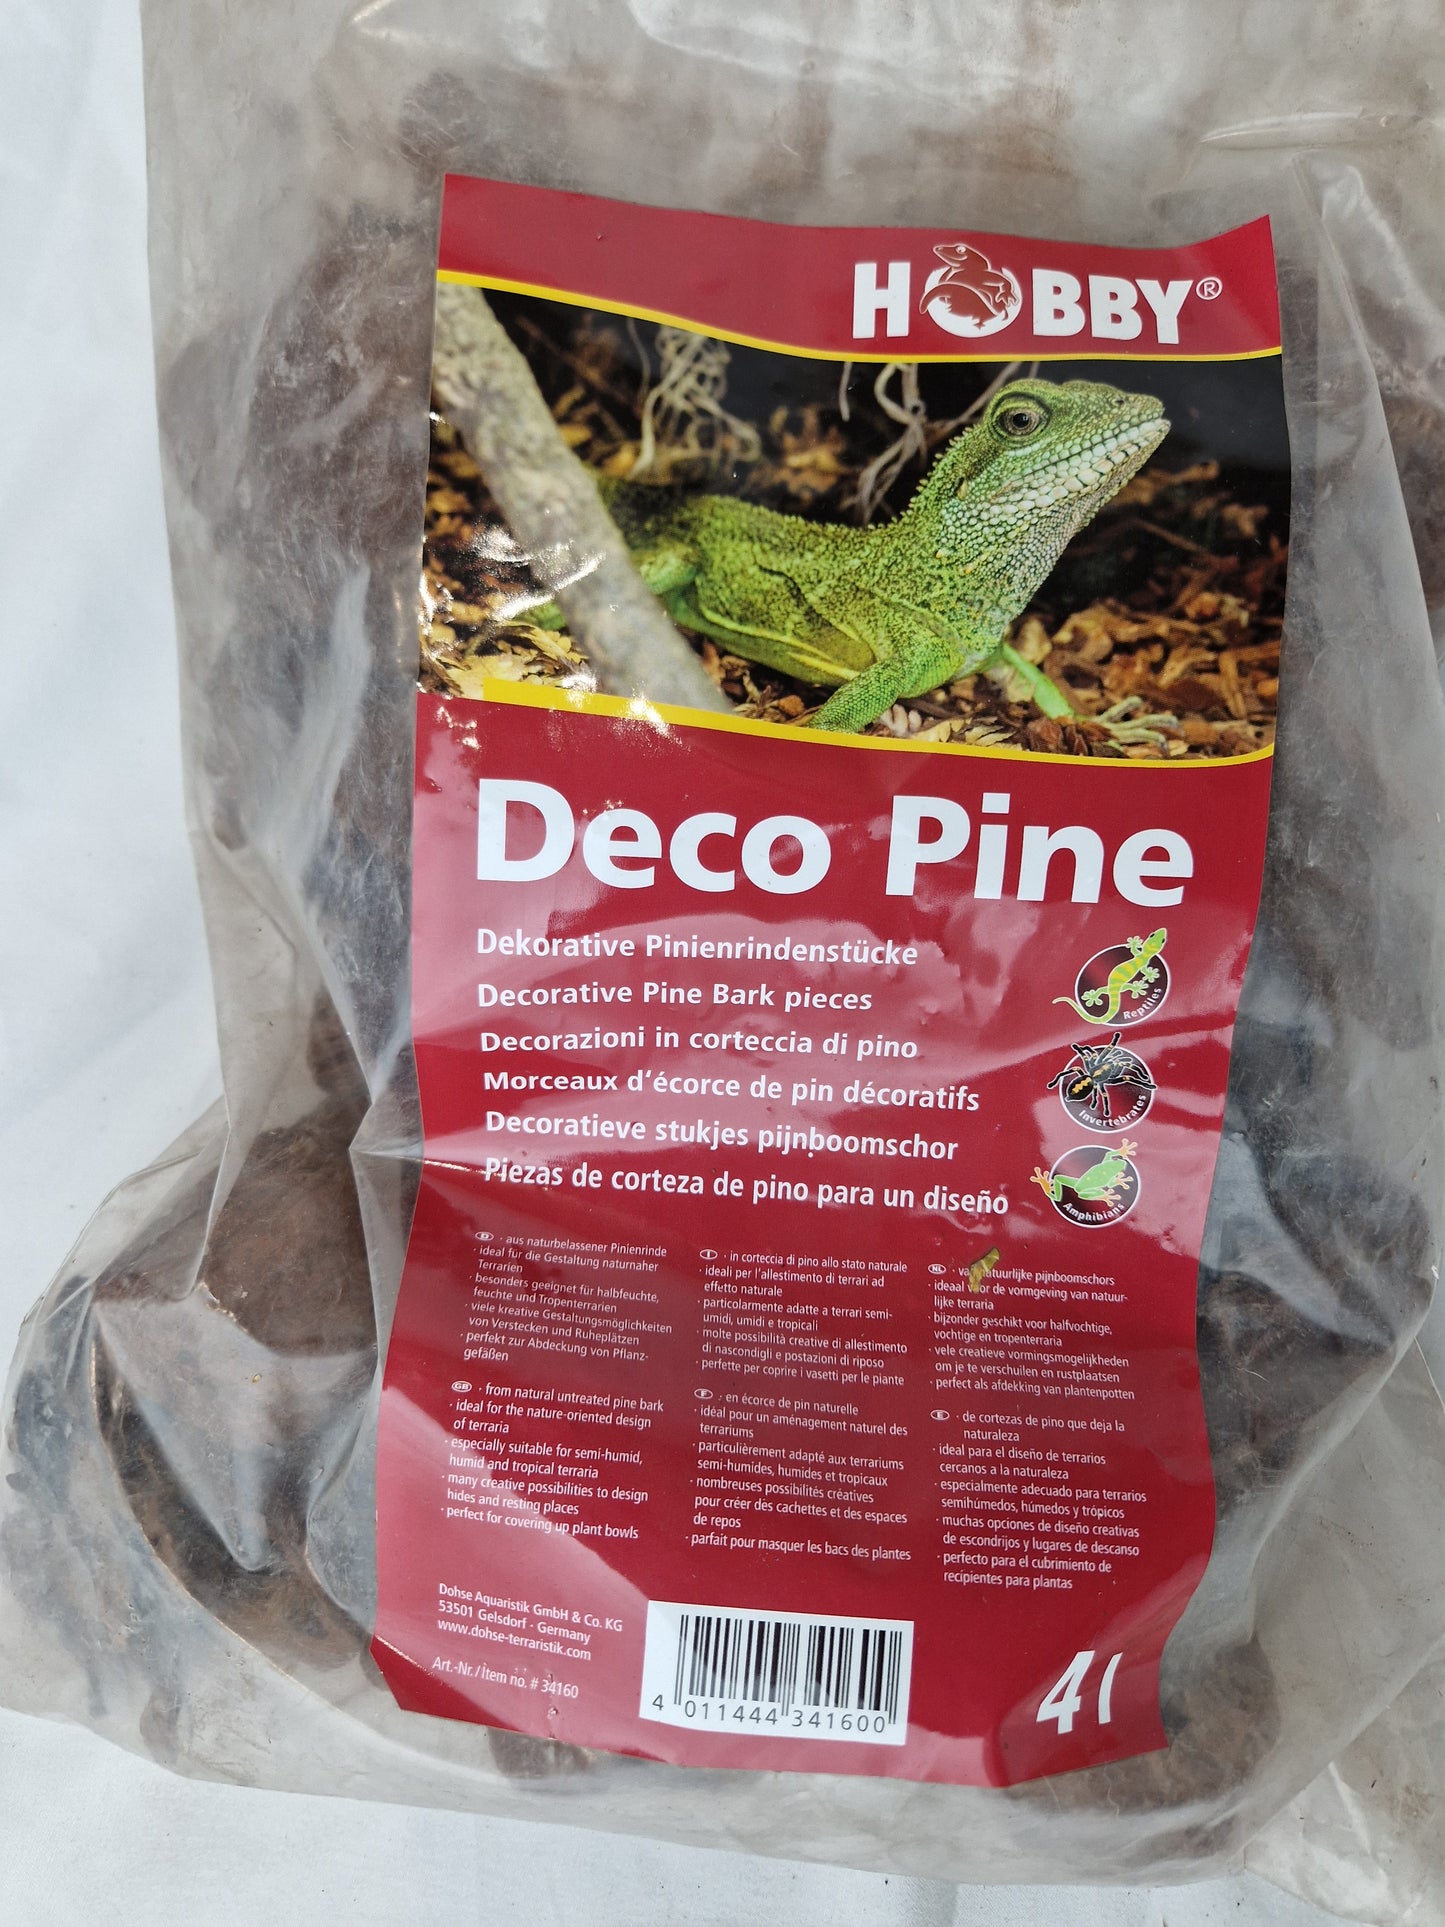 HOBBY®
Deco Pine
Dekorative Pinienrindenstücke
Decorative Pine Bark pieces
Decorazioni in corteccia di pino
Morceaux d'écorce de pin décoratifs
Decoratieve stukjes pijnboomschor
Piezas de corteza de pino para un diseño
Reptiles
Invertebrates
Amphibians
D · aus naturbelassener Pinienrinde
· ideal für die Gestaltung naturnaher
Terrarien
· besonders geeignet für halbfeuchte,
feuchte und Tropenterrarien
· viele kreative Gestaltungsmöglichkeiten
von Verstecken und Ruheplätzen
· perfekt zur Abdeckung von Pflanz-
gefäßen
GB · from natural untreated pine bark
· ideal for the nature-oriented design
of terraria
· especially suitable for semi-humid,
humid and tropical terraria
· many creative possibilities to design
hides and resting places
· perfect for covering up plant bowls
I · in corteccia di pino allo stato naturale
· ideali per l'allestimento di terrari ad
effetto naturale
· particolarmente adatte a terrari semi-
umidi, umidi e tropicali
· molte possibilità creative di allestimento
di nascondigli e postazioni di riposo
· perfette per coprire i vasetti per le piante
F · en écorce de pin naturelle
· idéal pour un aménagement naturel des
terrariums
· particulièrement adapté aux terrariums
semi-humides, humides et tropicaux
· nombreuses possibilités créatives
pour créer des cachettes et des espaces
de repos
· parfait pour masquer les bacs des plantes
NL · natuurlijke pijnboomschors
· ideaal voor de vormgeving van natuur-
lijke terraria
· bijzonder geschikt voor halfvochtige,
vochtige en tropenterraria
· vele creatieve vormingsmogelijkheden
om je te verschuilen en rustplaatsen
· perfect als afdekking van plantenpotten
E · de cortezas de pino que deja la
naturaleza
· ideal para el diseño de terrarios
cercanos a la naturaleza
· especialmente adecuado para terrarios
semihúmedos, húmedos y trópicos
· muchas opciones de diseño creativas
de escondrijos y lugares de descanso
· perfecto para el cubrimiento de
recipientes para plantas
Dohse Aquaristik GmbH & Co. KG
53501 Gelsdorf - Germany
www.dohse-terraristik.com
Art.-Nr./Item no. # 34160
4 011444 341600
4 l